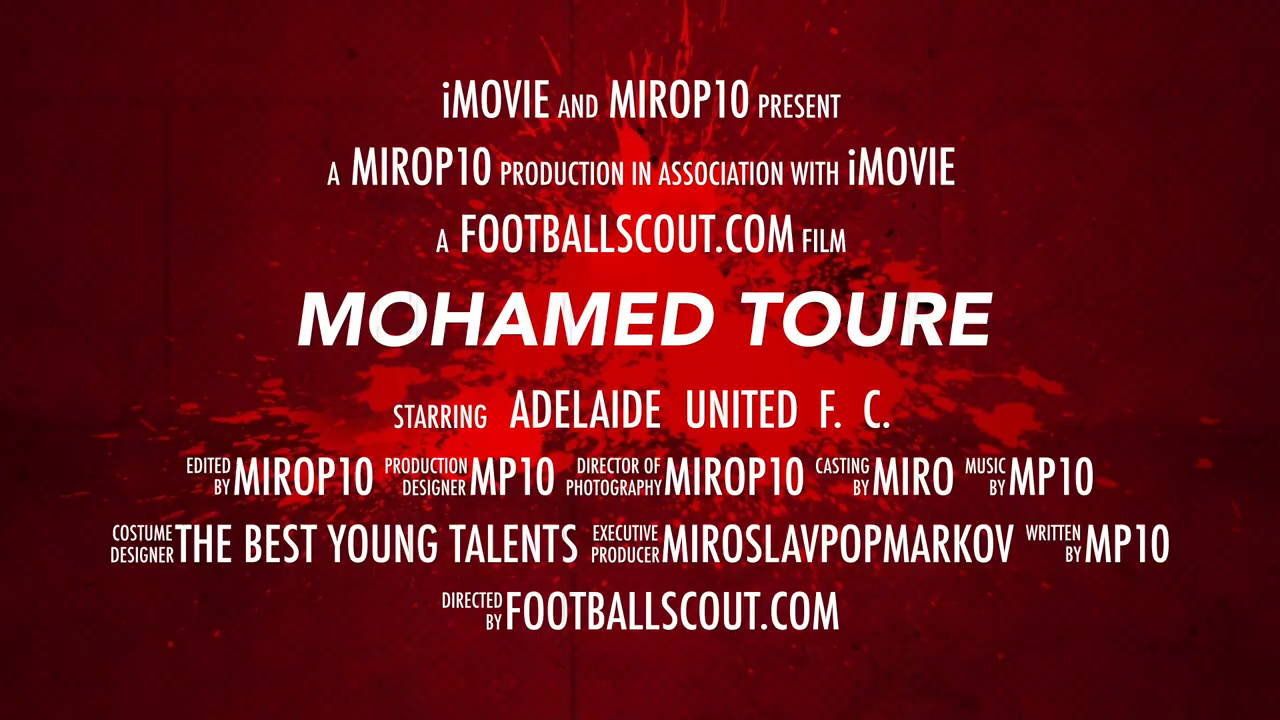 iMOVIE AND MIROP10 PRESENT
A MIROP10 PRODUCTION IN ASSOCIATION WITH iMOVIE
A FOOTBALLSCOUT.COM FILM
MOHAMED TOURE
STARRING ADELAIDE UNITED F. C.
EDITED BY MIROP10 PRODUCTION DESIGNER MP10 DIRECTOR OF PHOTOGRAPHY MIROP10 CASTING BY MIRO MUSIC BY MP10
COSTUME DESIGNER THE BEST YOUNG TALENTS EXECUTIVE PRODUCER MIROSLAVPOPMARKOV WRITTEN BY MP10
DIRECTED BY FOOTBALLSCOUT.COM